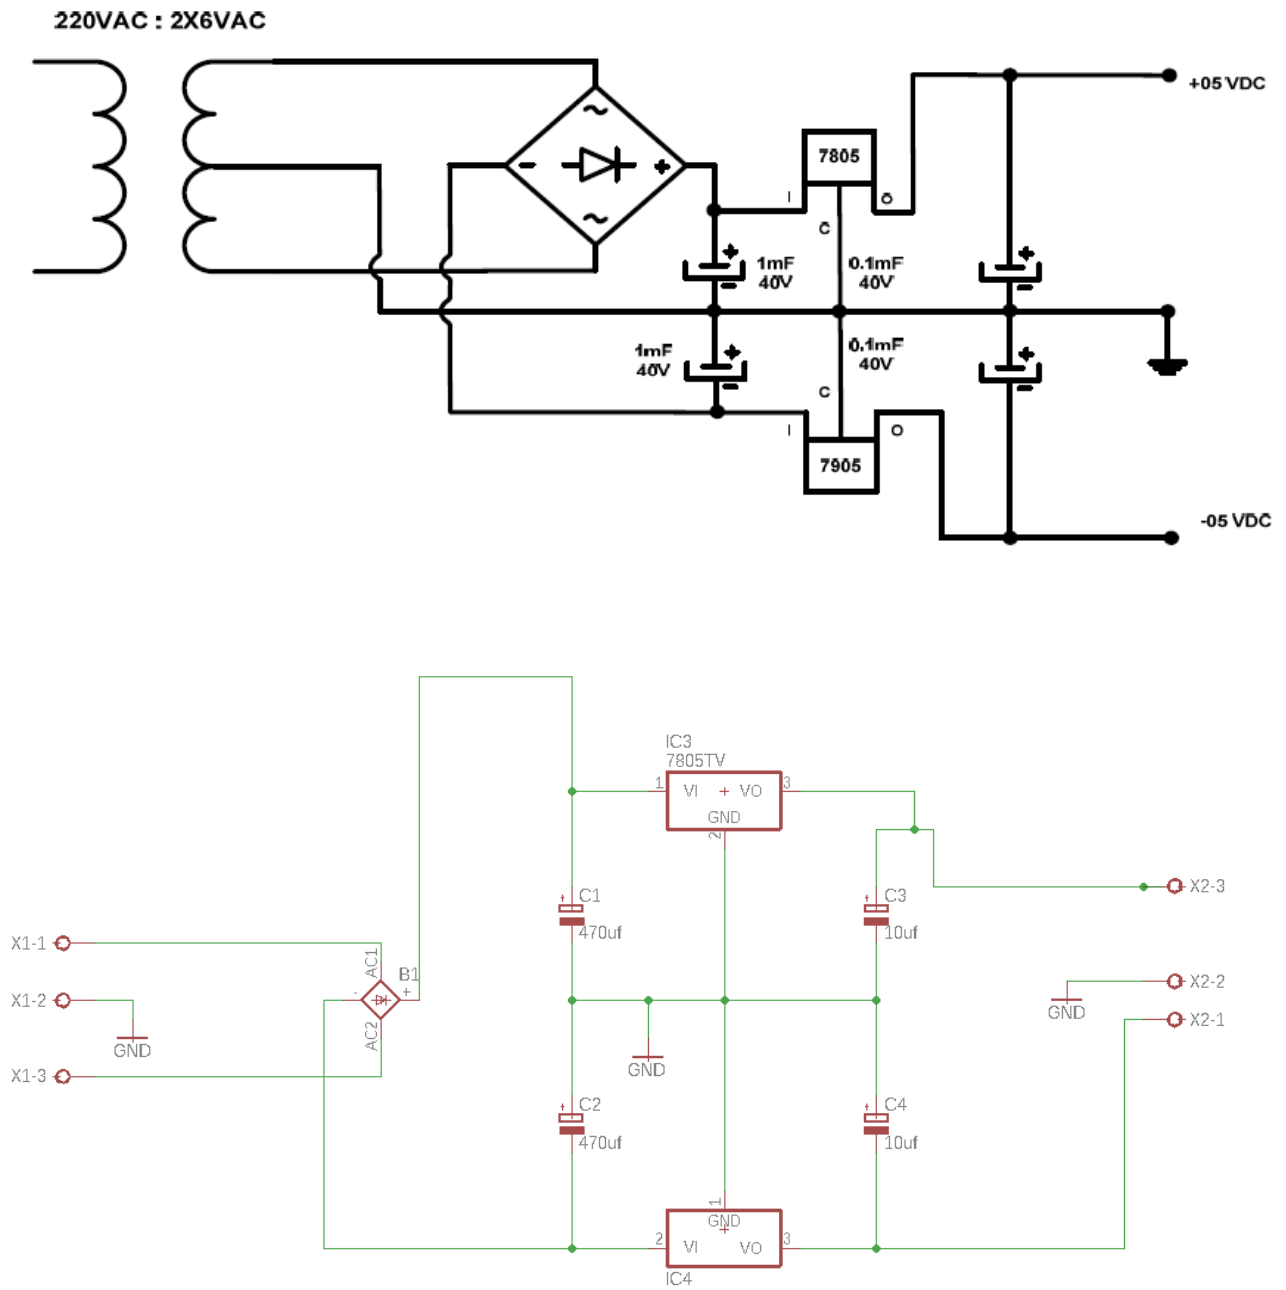 220VAC : 2X6VAC
+05 VDC
7805
I
O
C
+
1mF
40V
0.1mF
40V
+
-
~
- +
~
1mF
40V
+
-
0.1mF
40V
+
-
C
I
O
7905
-05 VDC
IC3
7805TV
1 VI + VO 3
GND
2
X2-3
+ C1
470uf
+ C3
10uf
X1-1
AC1
B1
- +
X1-2
AC2
GND
X1-3
GND
X2-2
GND
X2-1
+ C2
470uf
+ C4
10uf
1
GND
2 VI + VO 3
IC4